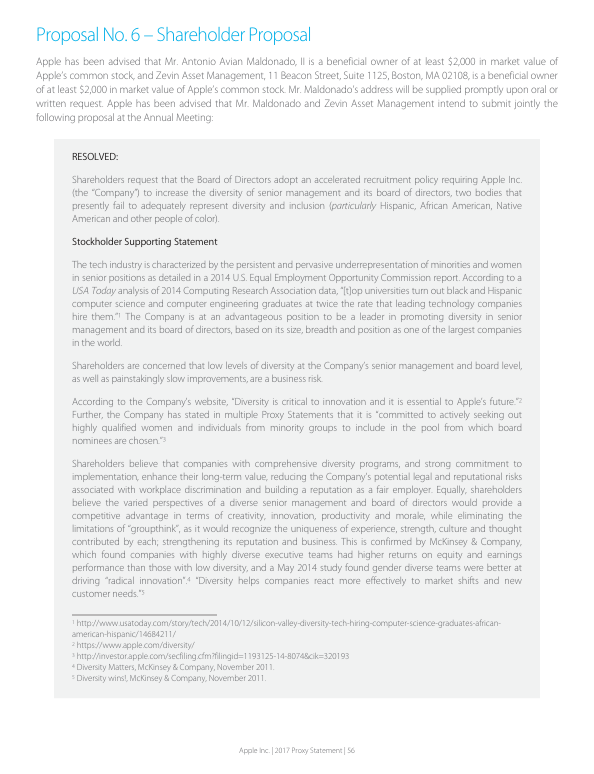 Proposal No. 6 – Shareholder Proposal
Apple has been advised that Mr. Antonio Avian Maldonado, II is a beneficial owner of at least $2,000 in market value of
Apple's common stock, and Zevin Asset Management, 11 Beacon Street, Suite 1125, Boston, MA 02108, is a beneficial owner
of at least $2,000 in market value of Apple's common stock. Mr. Maldonado's address will be supplied promptly upon oral or
written request. Apple has been advised that Mr. Maldonado and Zevin Asset Management intend to submit jointly the
following proposal at the Annual Meeting:
RESOLVED:
Shareholders request that the Board of Directors adopt an accelerated recruitment policy requiring Apple Inc.
(the "Company") to increase the diversity of senior management and its board of directors, two bodies that
presently fail to adequately represent diversity and inclusion (particularly Hispanic, African American, Native
American and other people of color).
Stockholder Supporting Statement
The tech industry is characterized by the persistent and pervasive underrepresentation of minorities and women
in senior positions as detailed in a 2014 U.S. Equal Employment Opportunity Commission report. According to a
USA Today analysis of 2014 Computing Research Association data, "[t]op universities turn out black and Hispanic
computer science and computer engineering graduates at twice the rate that leading technology companies
hire them."1 The Company is at an advantageous position to be a leader in promoting diversity in senior
management and its board of directors, based on its size, breadth and position as one of the largest companies
in the world.
Shareholders are concerned that low levels of diversity at the Company's senior management and board level,
as well as painstakingly slow improvements, are a business risk.
According to the Company's website, "Diversity is critical to innovation and it is essential to Apple's future."2
Further, the Company has stated in multiple Proxy Statements that it is "committed to actively seeking out
highly qualified women and individuals from minority groups to include in the pool from which board
nominees are chosen."3
Shareholders believe that companies with comprehensive diversity programs, and strong commitment to
implementation, enhance their long-term value, reducing the Company's potential legal and reputational risks
associated with workplace discrimination and building a reputation as a fair employer. Equally, shareholders
believe the varied perspectives of a diverse senior management and board of directors would provide a
competitive advantage in terms of creativity, innovation, productivity and morale, while eliminating the
limitations of "groupthink", as it would recognize the uniqueness of experience, strength, culture and thought
contributed by each; strengthening its reputation and business. This is confirmed by McKinsey & Company,
which found companies with highly diverse executive teams had higher returns on equity and earnings
performance than those with low diversity, and a May 2014 study found gender diverse teams were better at
driving "radical innovation".4 "Diversity helps companies react more effectively to market shifts and new
customer needs."5
1 http://www.usatoday.com/story/tech/2014/10/12/silicon-valley-diversity-tech-hiring-computer-science-graduates-african-
american-hispanic/14684211/
2 https://www.apple.com/diversity/
3 http://investor.apple.com/secfiling.cfm?filingid=1193125-14-8074&cik=320193
4 Diversity Matters, McKinsey & Company, November 2011.
5 Diversity wins!, McKinsey & Company, November 2011.
Apple Inc. | 2017 Proxy Statement | 56